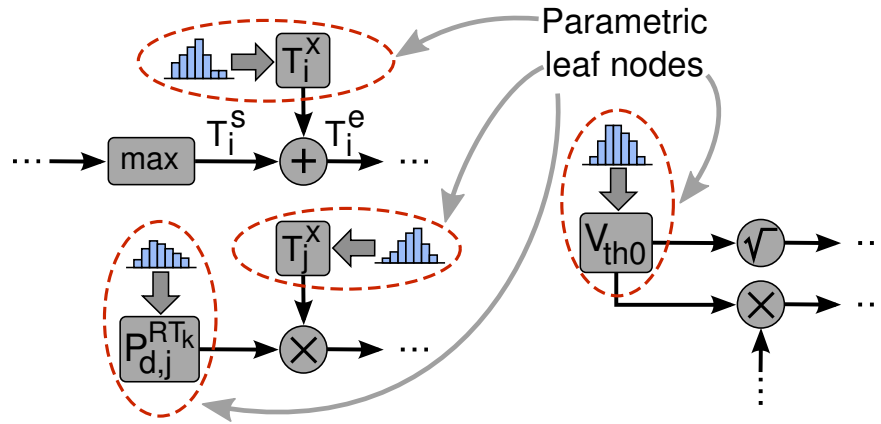 Parametric
leaf nodes
T_i^x
... max T_i^s + T_i^e ...
T_j^x
V_th0 √ ...
× ...
P_d,j^RT_k × ...
...